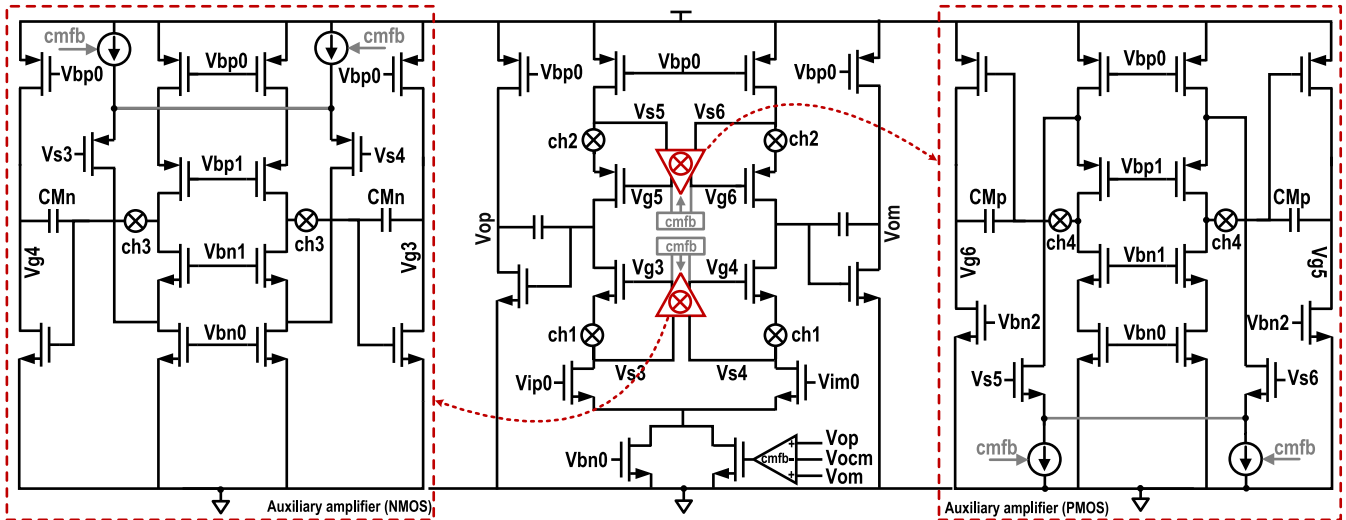 cmfb
cmfb
Vbp0
Vbp0
Vbp0
Vs3
Vs4
Vbp1
CMn
CMn
ch3
ch3
Vg4
Vg3
Vbn1
Vbn0
Auxiliary amplifier (NMOS)
Vbp0
Vbp0
Vbp0
Vs5
Vs6
ch2
ch2
Vg5
Vg6
cmfb
cmfb
Vop
Vom
Vg3
Vg4
ch1
ch1
Vs3
Vs4
Vip0
Vim0
Vbn0
cmfb
+
-
+
Vop
Vocm
Vom
Vbp0
Vbp1
CMp
CMp
ch4
ch4
Vg6
Vg5
Vbn1
Vbn2
Vbn0
Vbn2
Vs5
Vs6
cmfb
cmfb
Auxiliary amplifier (PMOS)